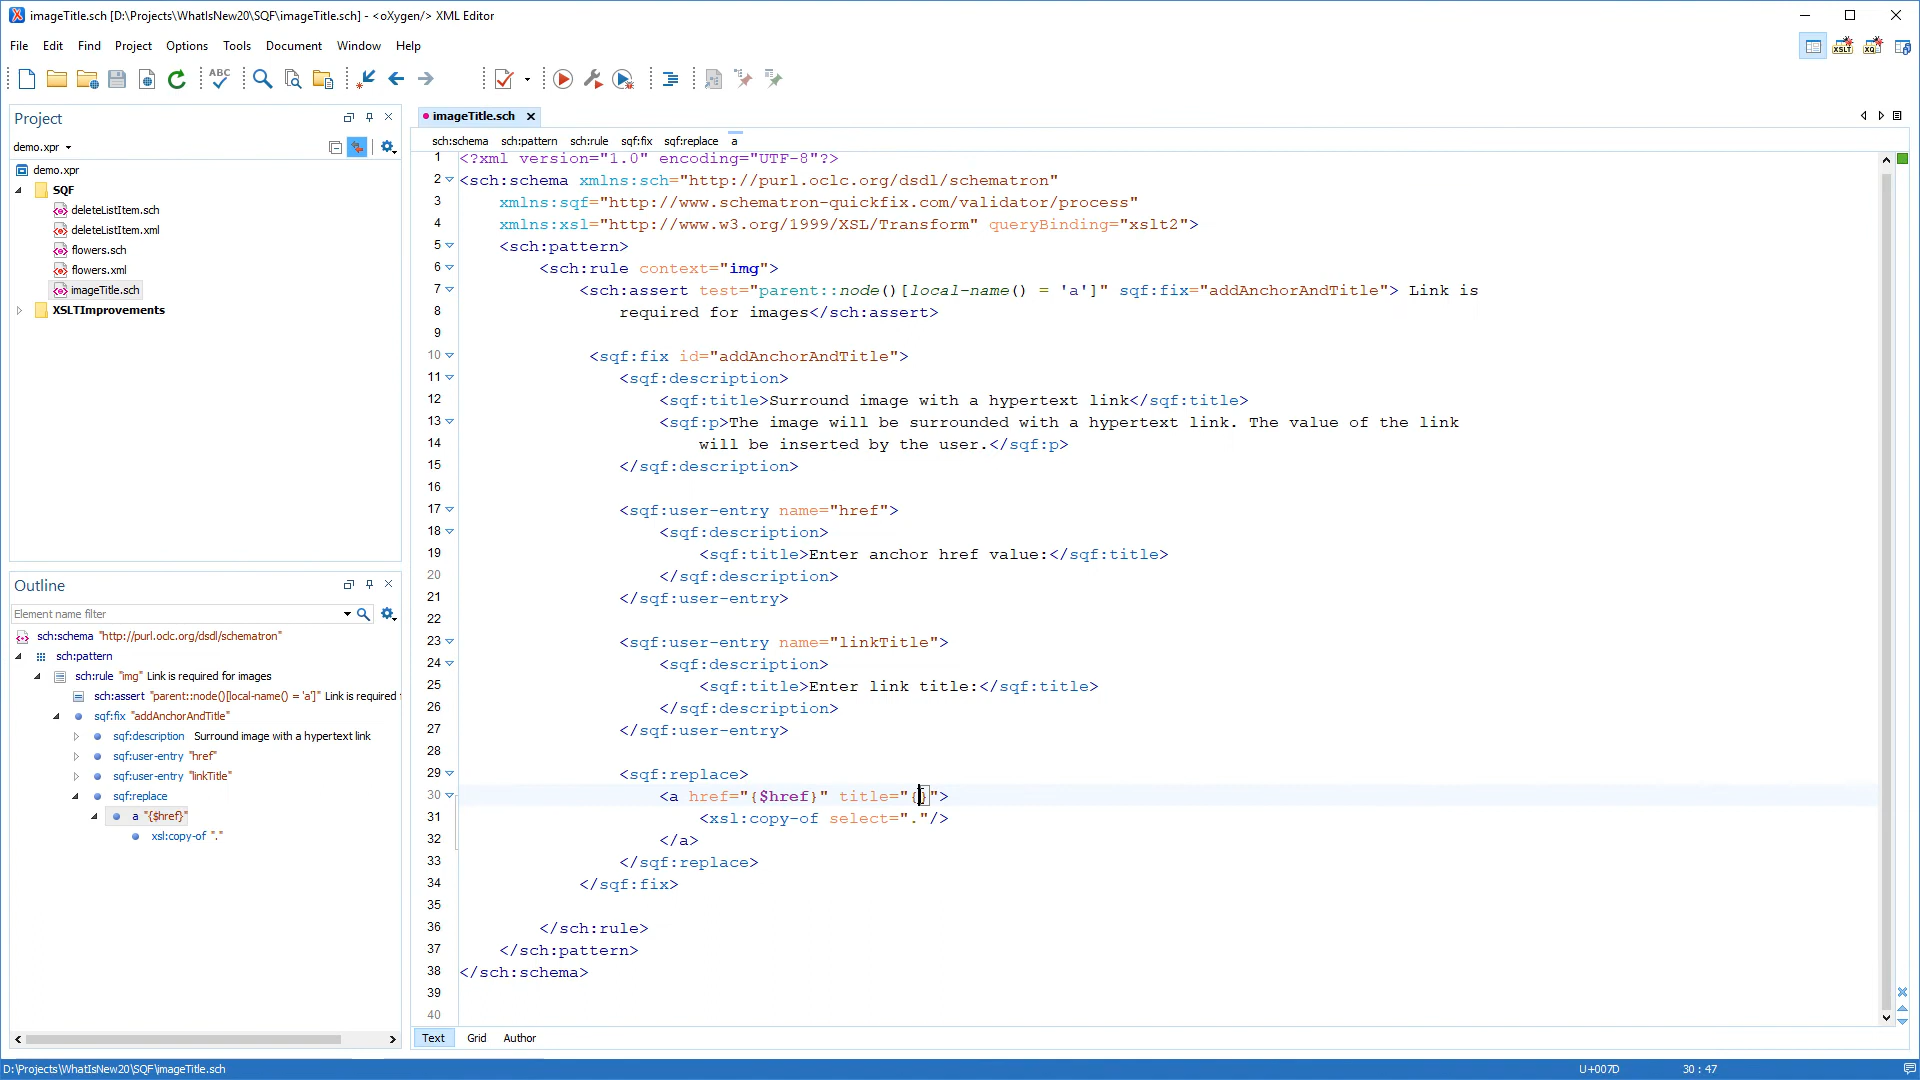 imageTitle.sch [D:\Projects\WhatIsNew20\SQF\imageTitle.sch] - <oXygen/> XML Editor
File Edit Find Project Options Tools Document Window Help
XSLT XQ
ABC
Project
demo.xpr
demo.xpr
SQF
deleteListItem.sch
deleteListItem.xml
flowers.sch
flowers.xml
imageTitle.sch
XSLTImprovements
Outline
Element name filter
sch:schema "http://purl.oclc.org/dsdl/schematron"
sch:pattern
sch:rule "img" Link is required for images
sch:assert "parent::node()[local-name() = 'a']" Link is required
sqf:fix "addAnchorAndTitle"
sqf:description Surround image with a hypertext link
sqf:user-entry "href"
sqf:user-entry "linkTitle"
sqf:replace
a "{$href}"
xsl:copy-of "."
imageTitle.sch
sch:schema sch:pattern sch:rule sqf:fix sqf:replace a
1 <?xml version="1.0" encoding="UTF-8"?>
2 <sch:schema xmlns:sch="http://purl.oclc.org/dsdl/schematron"
3 xmlns:sqf="http://www.schematron-quickfix.com/validator/process"
4 xmlns:xsl="http://www.w3.org/1999/XSL/Transform" queryBinding="xslt2">
5 <sch:pattern>
6 <sch:rule context="img">
7 <sch:assert test="parent::node()[local-name() = 'a']" sqf:fix="addAnchorAndTitle"> Link is
8 required for images</sch:assert>
9
10 <sqf:fix id="addAnchorAndTitle">
11 <sqf:description>
12 <sqf:title>Surround image with a hypertext link</sqf:title>
13 <sqf:p>The image will be surrounded with a hypertext link. The value of the link
14 will be inserted by the user.</sqf:p>
15 </sqf:description>
16
17 <sqf:user-entry name="href">
18 <sqf:description>
19 <sqf:title>Enter anchor href value:</sqf:title>
20 </sqf:description>
21 </sqf:user-entry>
22
23 <sqf:user-entry name="linkTitle">
24 <sqf:description>
25 <sqf:title>Enter link title:</sqf:title>
26 </sqf:description>
27 </sqf:user-entry>
28
29 <sqf:replace>
30 <a href="{$href}" title="{}">
31 <xsl:copy-of select="."/>
32 </a>
33 </sqf:replace>
34 </sqf:fix>
35
36 </sch:rule>
37 </sch:pattern>
38 </sch:schema>
39
40
Text Grid Author
D:\Projects\WhatIsNew20\SQF\imageTitle.sch U+007D 30 : 47